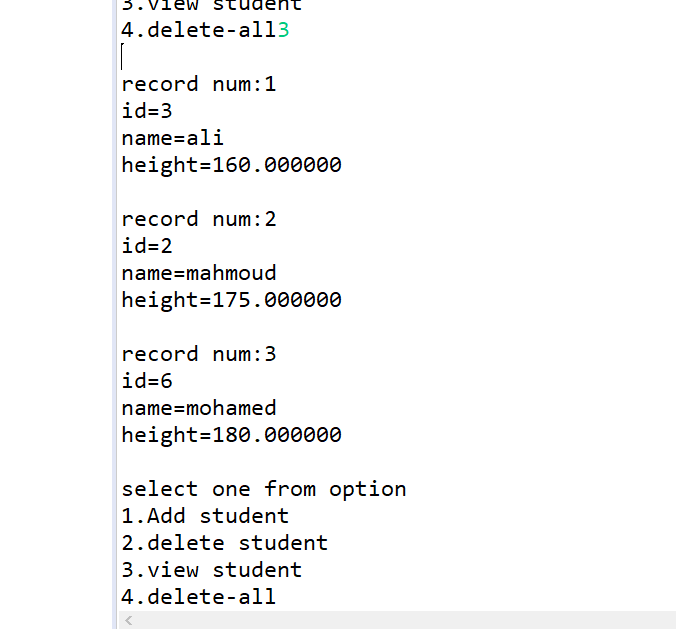 3.view student
4.delete-all3
record num:1
id=3
name=ali
height=160.000000
record num:2
id=2
name=mahmoud
height=175.000000
record num:3
id=6
name=mohamed
height=180.000000
select one from option
1.Add student
2.delete student
3.view student
4.delete-all